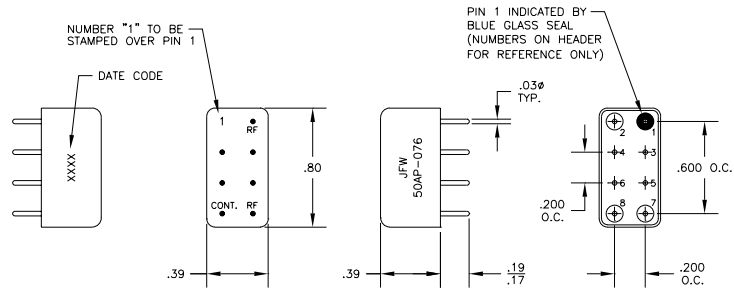 NUMBER "1" TO BE
STAMPED OVER PIN 1
DATE CODE
XXXX
1
RF
CONT. RF
.80
.39
JFW
50AP-076
.03ø
TYP.
.39
.19
.17
PIN 1 INDICATED BY
BLUE GLASS SEAL
(NUMBERS ON HEADER
FOR REFERENCE ONLY)
2 1
4 3
6 5
8 7
.600 O.C.
.200
O.C.
.200
O.C.